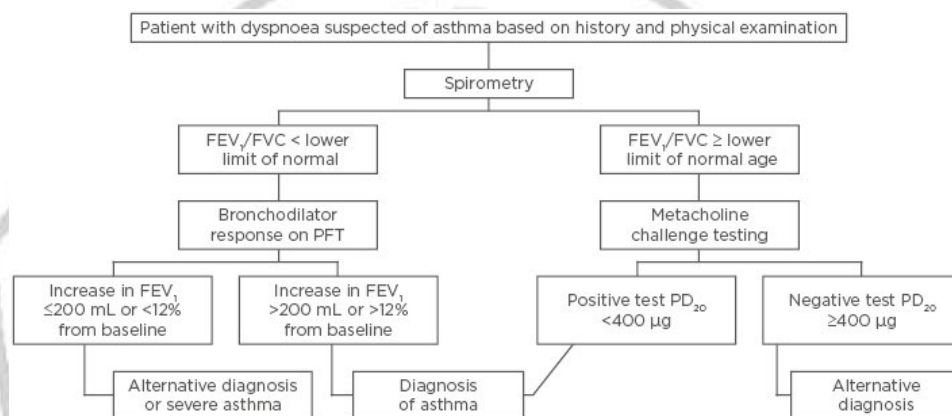 Patient with dyspnoea suspected of asthma based on history and physical examination
Spirometry
FEV₁/FVC < lower
limit of normal
FEV₁/FVC ≥ lower
limit of normal age
Bronchodilator
response on PFT
Metacholine
challenge testing
Increase in FEV₁
≤200 mL or <12%
from baseline
Increase in FEV₁
>200 mL or >12%
from baseline
Positive test PD₂₀
<400 µg
Negative test PD₂₀
≥400 µg
Alternative diagnosis
or severe asthma
Diagnosis
of asthma
Alternative
diagnosis